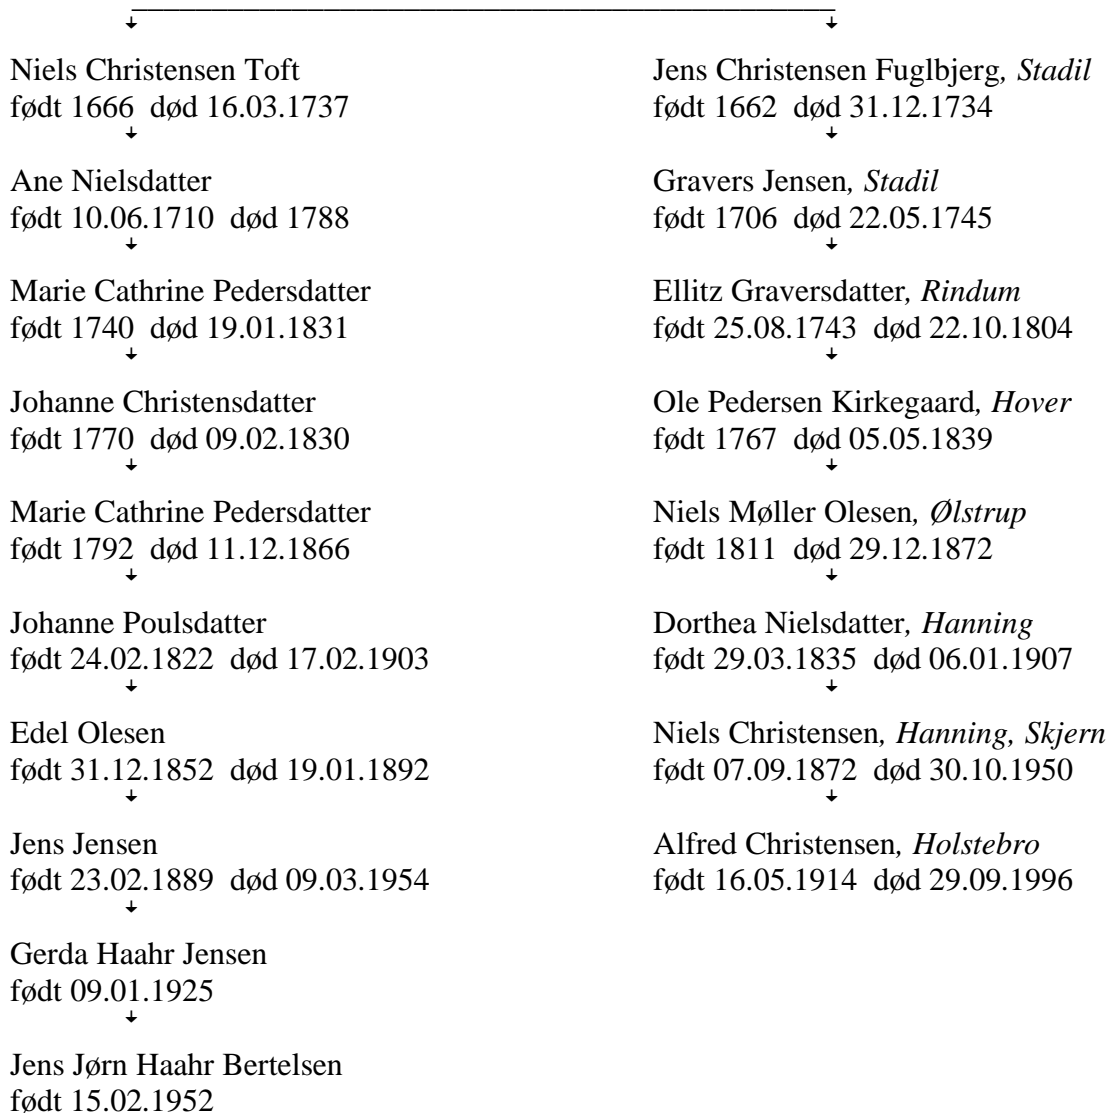 Niels Christensen Toft
født 1666 død 16.03.1737
Ane Nielsdatter
født 10.06.1710 død 1788
Marie Cathrine Pedersdatter
født 1740 død 19.01.1831
Johanne Christensdatter
født 1770 død 09.02.1830
Marie Cathrine Pedersdatter
født 1792 død 11.12.1866
Johanne Poulsdatter
født 24.02.1822 død 17.02.1903
Edel Olesen
født 31.12.1852 død 19.01.1892
Jens Jensen
født 23.02.1889 død 09.03.1954
Gerda Haahr Jensen
født 09.01.1925
Jens Jørn Haahr Bertelsen
født 15.02.1952
Jens Christensen Fuglbjerg, Stadil
født 1662 død 31.12.1734
Gravers Jensen, Stadil
født 1706 død 22.05.1745
Ellitz Graversdatter, Rindum
født 25.08.1743 død 22.10.1804
Ole Pedersen Kirkegaard, Hover
født 1767 død 05.05.1839
Niels Møller Olesen, Ølstrup
født 1811 død 29.12.1872
Dorthea Nielsdatter, Hanning
født 29.03.1835 død 06.01.1907
Niels Christensen, Hanning, Skjern
født 07.09.1872 død 30.10.1950
Alfred Christensen, Holstebro
født 16.05.1914 død 29.09.1996